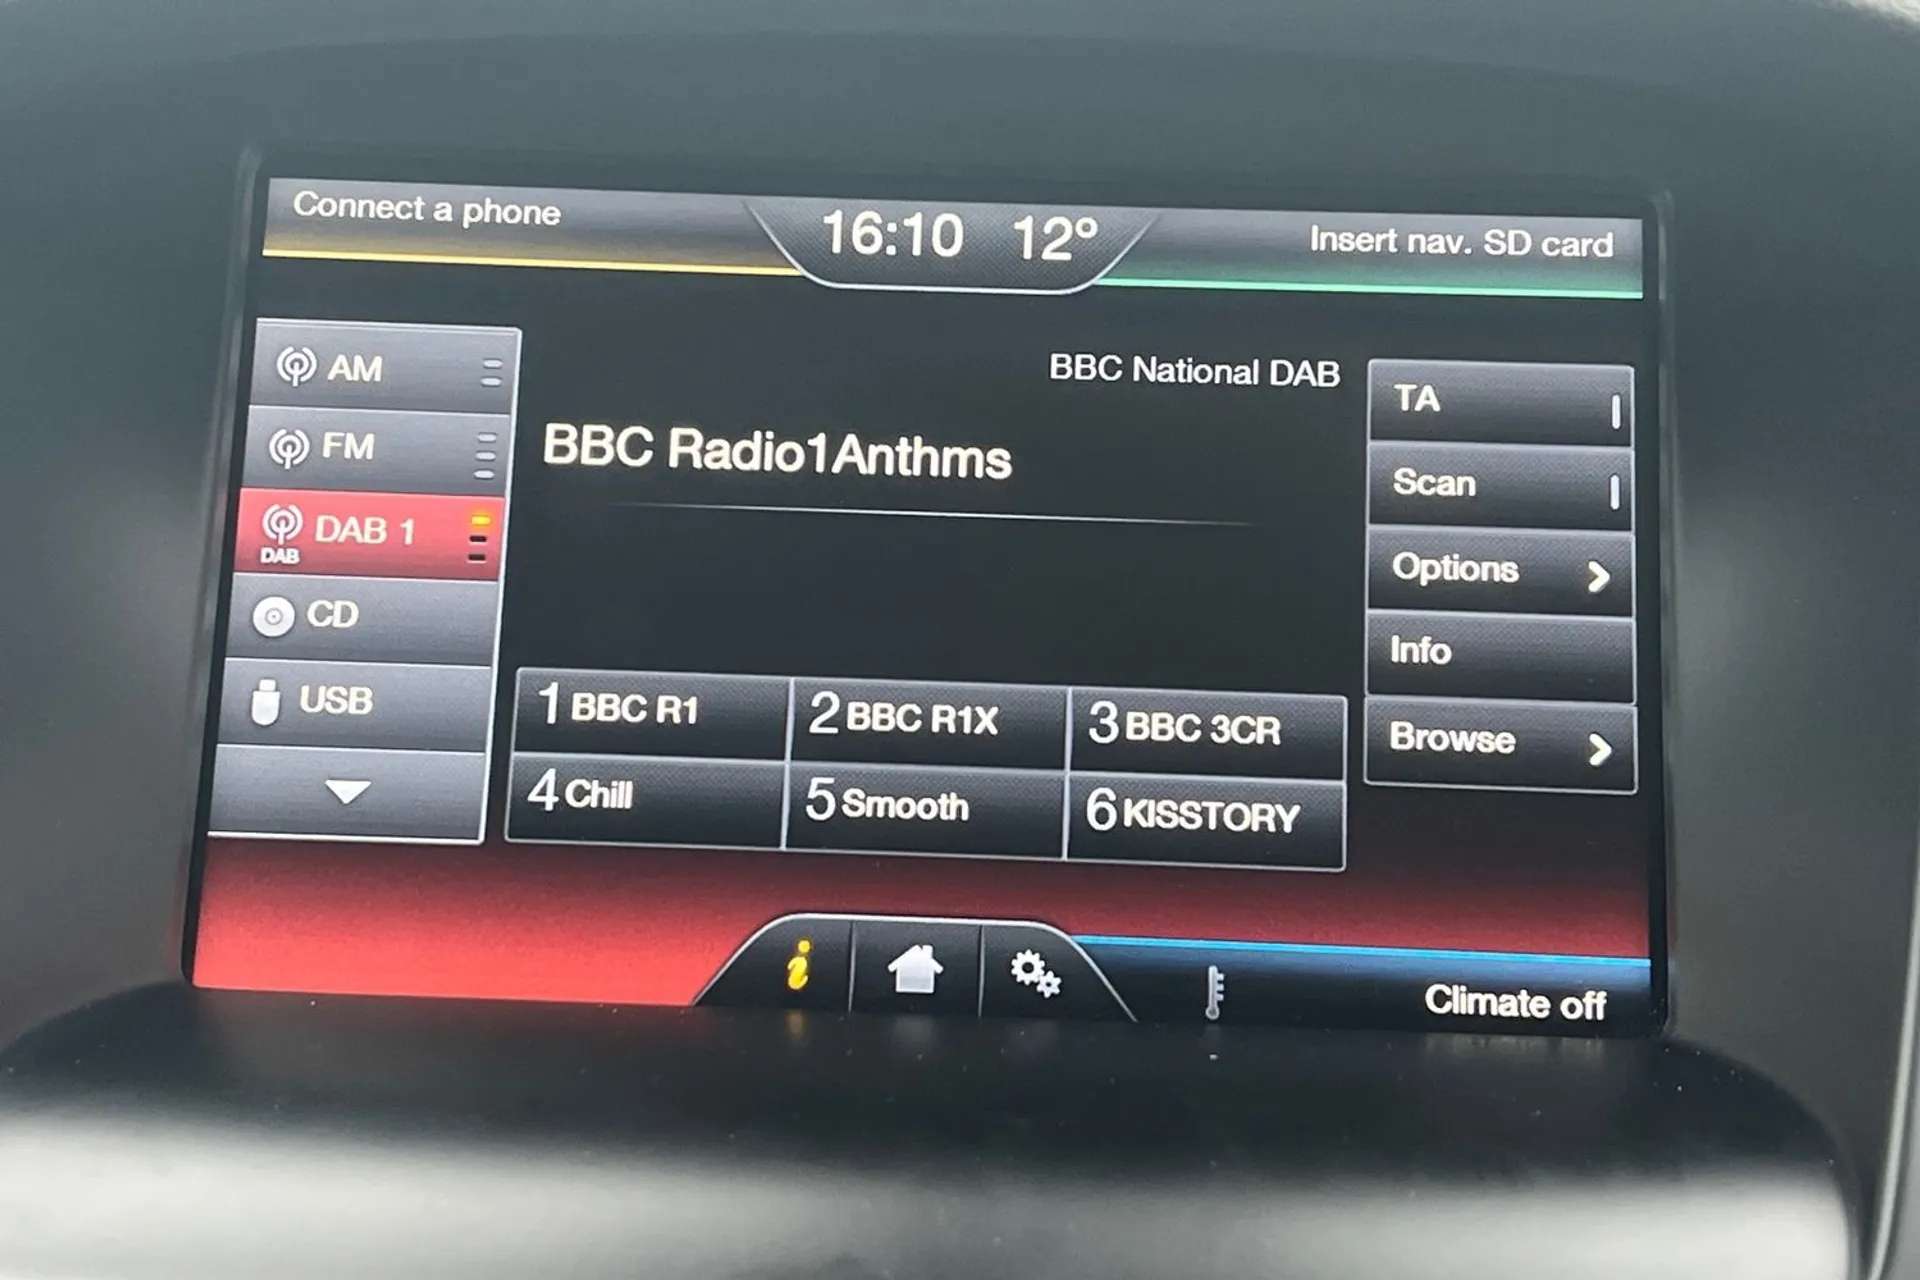 Connect a phone
16:10 12°
Insert nav. SD card
AM
FM
DAB 1
DAB
CD
USB
BBC National DAB
BBC Radio1Anthms
1 BBC R1
2 BBC R1X
3 BBC 3CR
4 Chill
5 Smooth
6 KISSTORY
TA
Scan
Options
Info
Browse
i
Climate off